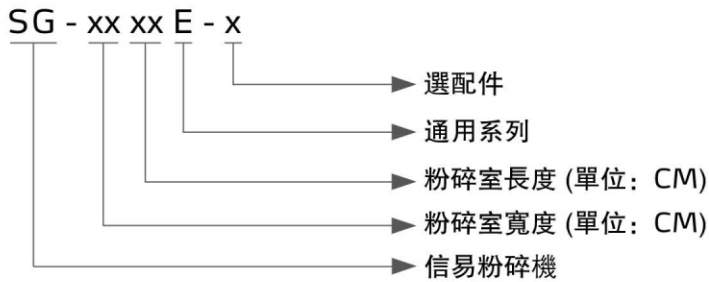 SG - xx xx E - x
選配件
通用系列
粉碎室長度 (單位：CM)
粉碎室寬度 (單位：CM)
信易粉碎機